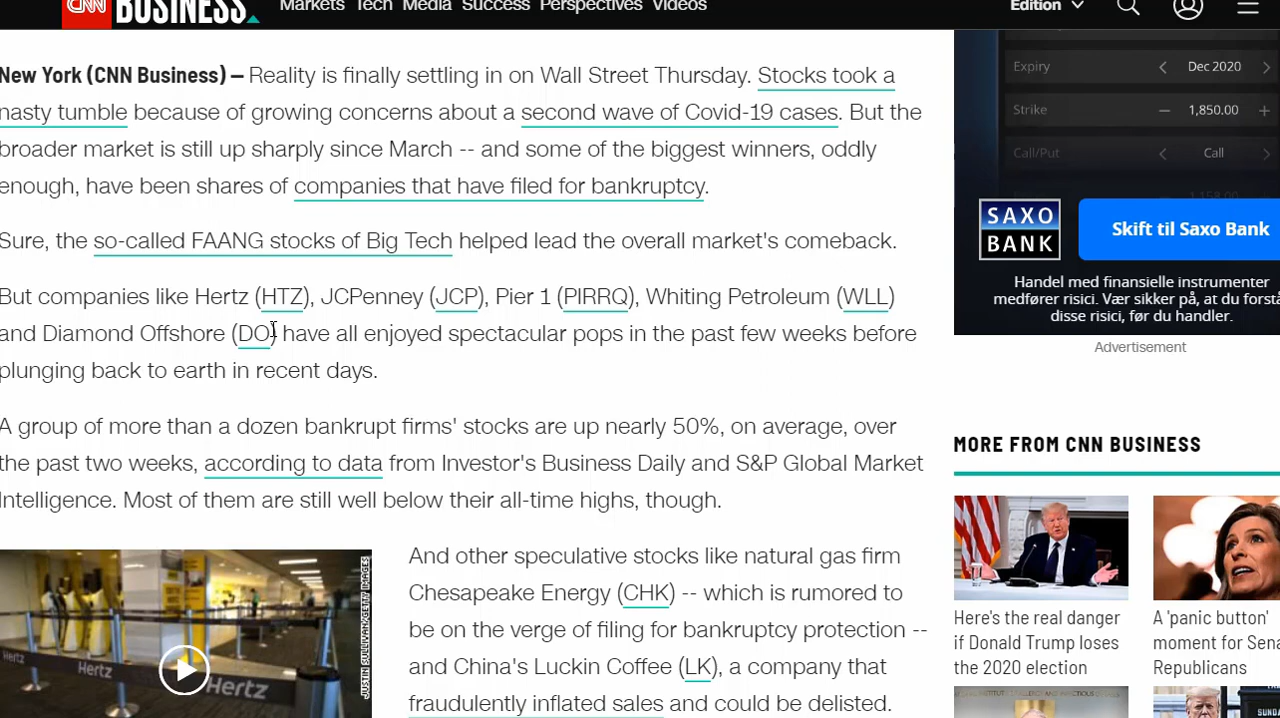 CNN BUSINESS
Markets Tech Media Success Perspectives Videos
Edition
New York (CNN Business) — Reality is finally settling in on Wall Street Thursday. Stocks took a
nasty tumble because of growing concerns about a second wave of Covid-19 cases. But the
broader market is still up sharply since March -- and some of the biggest winners, oddly
enough, have been shares of companies that have filed for bankruptcy.
Sure, the so-called FAANG stocks of Big Tech helped lead the overall market's comeback.
But companies like Hertz (HTZ), JCPenney (JCP), Pier 1 (PIRRQ), Whiting Petroleum (WLL)
and Diamond Offshore (DO) have all enjoyed spectacular pops in the past few weeks before
plunging back to earth in recent days.
A group of more than a dozen bankrupt firms' stocks are up nearly 50%, on average, over
the past two weeks, according to data from Investor's Business Daily and S&P Global Market
Intelligence. Most of them are still well below their all-time highs, though.
And other speculative stocks like natural gas firm
Chesapeake Energy (CHK) -- which is rumored to
be on the verge of filing for bankruptcy protection --
and China's Luckin Coffee (LK), a company that
fraudulently inflated sales and could be delisted.
Hertz
Hertz
JUSTIN SULLIVAN/GETTY IMAGES
Expiry < Dec 2020 >
Strike − 1,850.00 +
Call/Put < Call >
SAXO
BANK
Skift til Saxo Bank
Handel med finansielle instrumenter
medfører risici. Vær sikker på, at du forstå
disse risici, før du handler.
Advertisement
MORE FROM CNN BUSINESS
Here's the real danger
if Donald Trump loses
the 2020 election
A 'panic button'
moment for Sena
Republicans